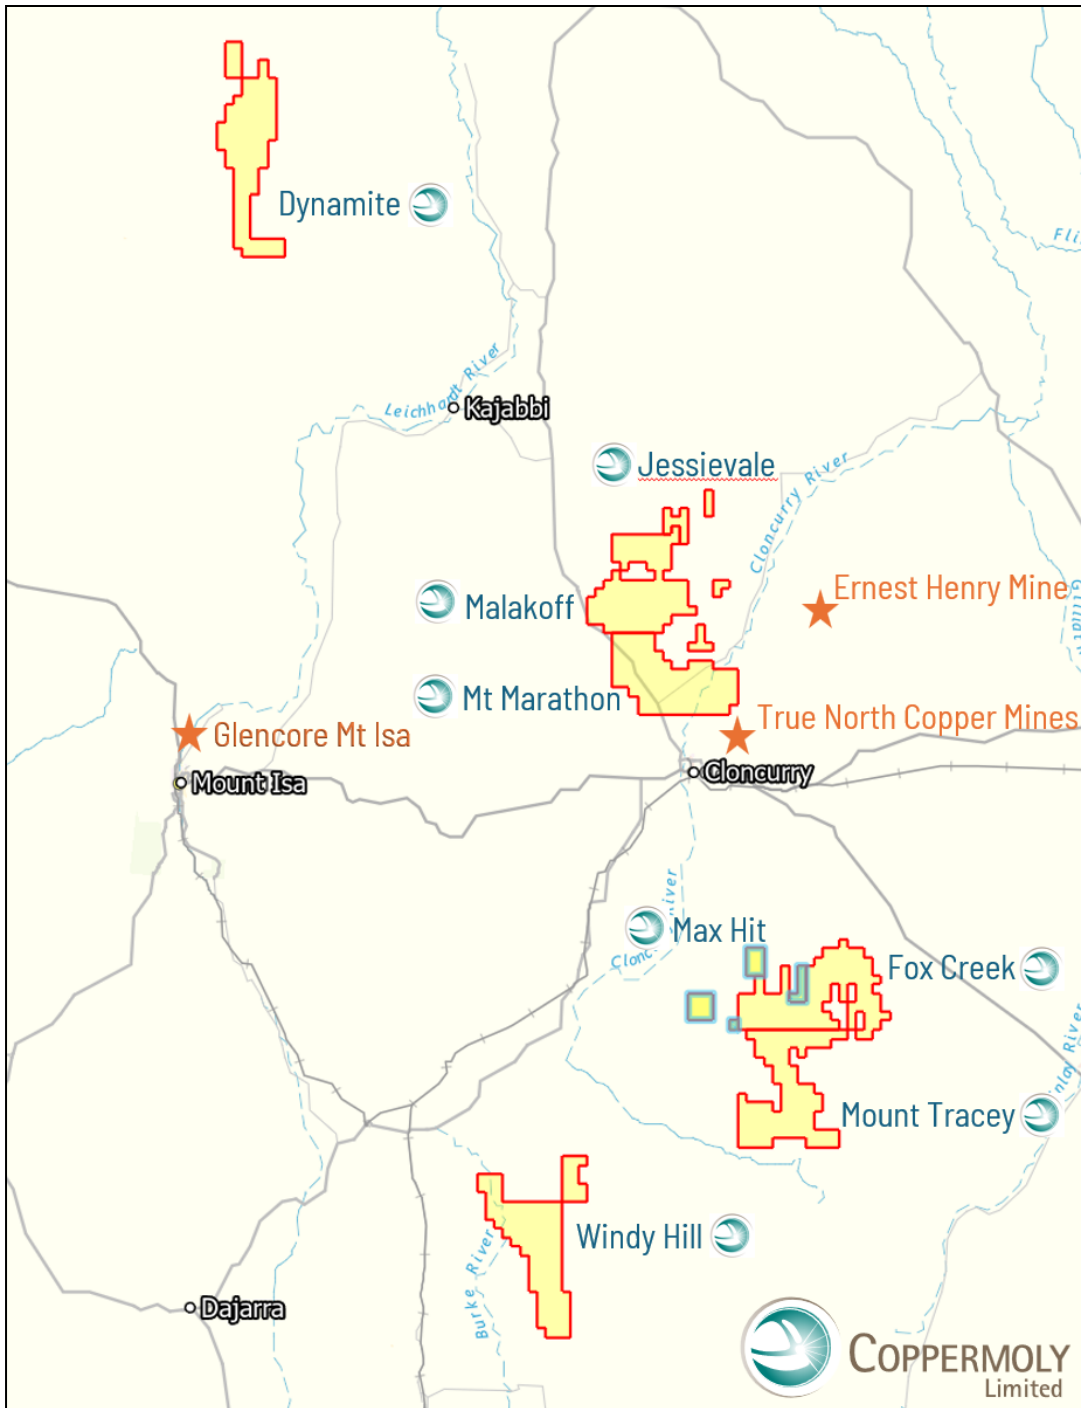 Dynamite
Fli
Leichhardt River
Kajabbi
Jessievale
Cloncurry River
Ernest Henry Mine
Malakoff
Mt Marathon
True North Copper Mines
Glencore Mt Isa
Cloncurry
Mount Isa
Max Hit
Fox Creek
Mount Tracey
Windy Hill
Burke River
Dajarra
COPPERMOLY
Limited